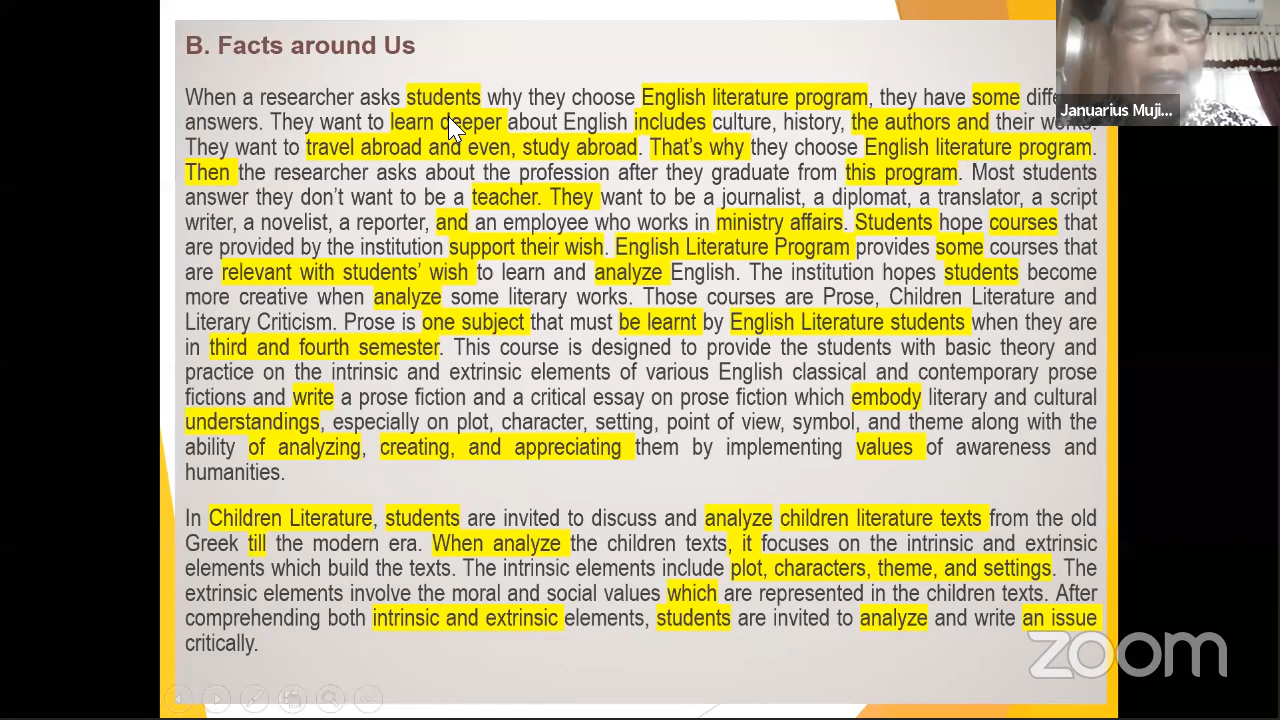 B. Facts around Us
When a researcher asks students why they choose English literature program, they have some
answers. They want to learn deeper about English includes culture, history, the authors and their
They want to travel abroad and even, study abroad. That’s why they choose English literature program.
Then the researcher asks about the profession after they graduate from this program. Most students
answer they don’t want to be a teacher. They want to be a journalist, a diplomat, a translator, a script
writer, a novelist, a reporter, and an employee who works in ministry affairs. Students hope courses that
are provided by the institution support their wish. English Literature Program provides some courses that
are relevant with students’ wish to learn and analyze English. The institution hopes students become
more creative when analyze some literary works. Those courses are Prose, Children Literature and
Literary Criticism. Prose is one subject that must be learnt by English Literature students when they are
in third and fourth semester. This course is designed to provide the students with basic theory and
practice on the intrinsic and extrinsic elements of various English classical and contemporary prose
fictions and write a prose fiction and a critical essay on prose fiction which embody literary and cultural
understandings, especially on plot, character, setting, point of view, symbol, and theme along with the
ability of analyzing, creating, and appreciating them by implementing values of awareness and
humanities.
In Children Literature, students are invited to discuss and analyze children literature texts from the old
Greek till the modern era. When analyze the children texts, it focuses on the intrinsic and extrinsic
elements which build the texts. The intrinsic elements include plot, characters, theme, and settings. The
extrinsic elements involve the moral and social values which are represented in the children texts. After
comprehending both intrinsic and extrinsic elements, students are invited to analyze and write an issue
critically.
Januarius Muji...
zoom